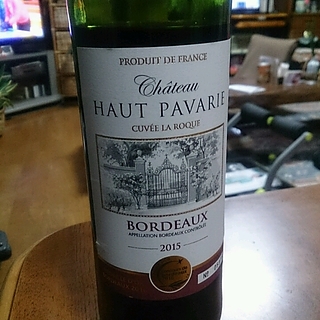 PRODUIT DE FRANCE
Château
HAUT PAVARIE
CUVÉE LA ROQUE
BORDEAUX
APPELLATION BORDEAUX CONTRÔLÉE
2015